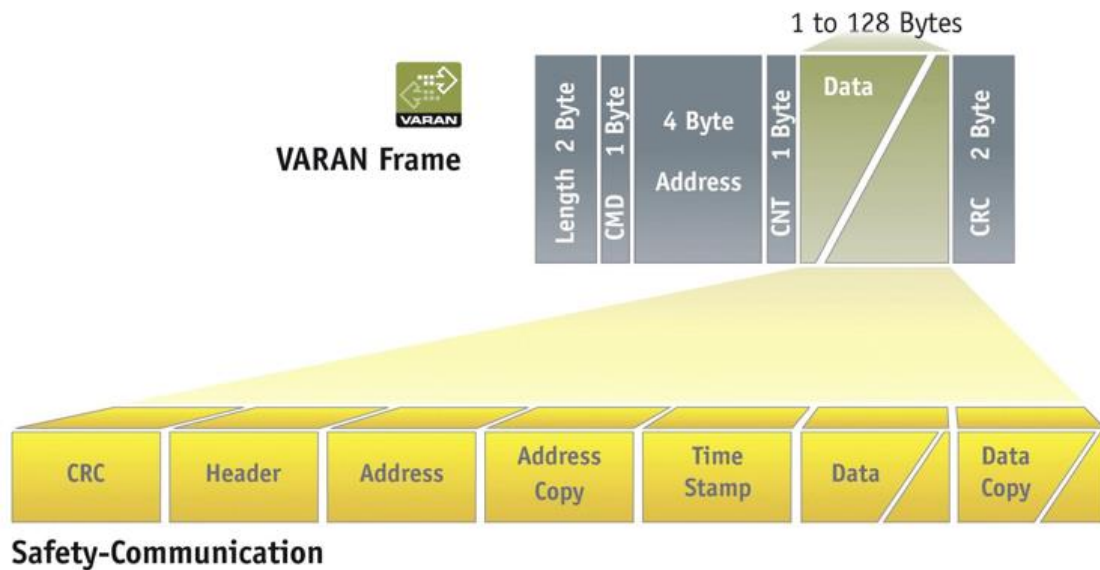 1 to 128 Bytes
VARAN
VARAN Frame
Length 2 Byte
CMD 1 Byte
4 Byte
Address
CNT 1 Byte
Data
CRC 2 Byte
CRC
Header
Address
Address
Copy
Time
Stamp
Data
Data
Copy
Safety-Communication